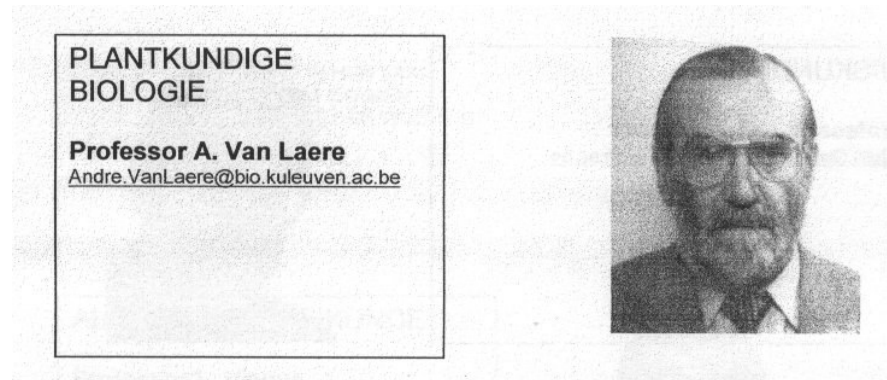 PLANTKUNDIGE
BIOLOGIE
Professor A. Van Laere
Andre.VanLaere@bio.kuleuven.ac.be